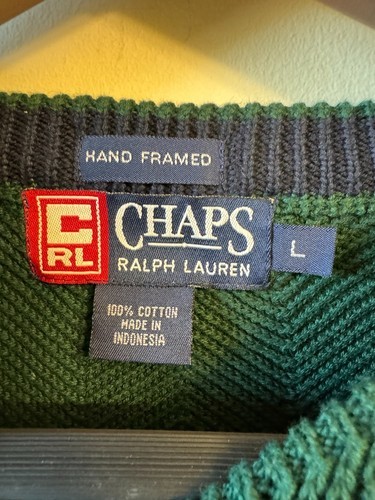 HAND FRAMED
C
RL
CHAPS
RALPH LAUREN
L
100% COTTON
MADE IN
INDONESIA